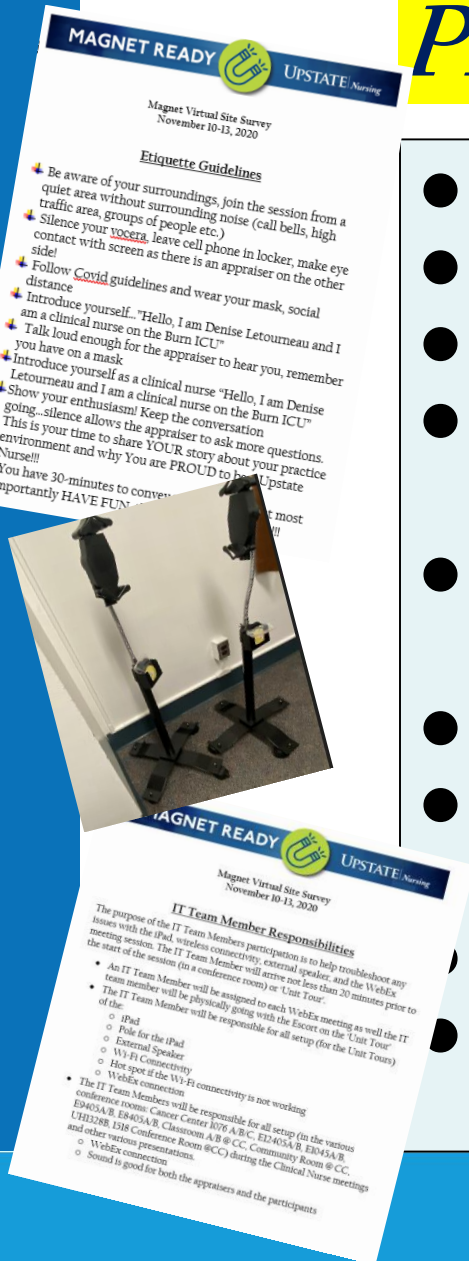 P
MAGNET READY
UPSTATE Nursing
Magnet Virtual Site Survey
November 10-13, 2020
Etiquette Guidelines
Be aware of your surroundings, join the session from a
quiet area without surrounding noise (call bells, high
traffic area, groups of people etc.)
Silence your vocera, leave cell phone in locker, make eye
contact with screen as there is an appraiser on the other
side!
Follow Covid guidelines and wear your mask, social
distance
Introduce yourself..."Hello, I am Denise Letourneau and I
am a clinical nurse on the Burn ICU"
Talk loud enough for the appraiser to hear you, remember
you have on a mask
Introduce yourself as a clinical nurse "Hello, I am Denise
Letourneau and I am a clinical nurse on the Burn ICU"
Show your enthusiasm! Keep the conversation
going...silence allows the appraiser to ask more questions.
This is your time to share YOUR story about your practice
environment and why You are PROUD to be Upstate
Nurse!!!
You have 30-minutes to most
importantly HAVE FUN !!!
MAGNET READY
UPSTATE Nursing
Magnet Virtual Site Survey
November 10-13, 2020
IT Team Member Responsibilities
The purpose of the IT Team Members participation is to help troubleshoot any
issues with the iPad, wireless connectivity, external speaker, and the WebEx
meeting session. The IT Team Member will arrive not less than 20 minutes prior to
the start of the session (in a conference room) or 'Unit Tour'.
• An IT Team Member will be assigned to each WebEx meeting as well the IT
team member will be physically going with the Escort on the 'Unit Tour'
• The IT Team Member will be responsible for all setup (for the Unit Tours)
of the:
o iPad
o Pole for the iPad
o External Speaker
o Wi-Fi Connectivity
o Hot spot if the Wi-Fi connectivity is not working
o WebEx connection
• The IT Team Members will be responsible for all setup (in the various
conference rooms: Cancer Center 1076 A/B/C, E12405A/B, E1045A/B,
E9405A/B, E8405A/B, Classroom A/B @ CC, Community Room @ CC,
UH1328B, 1518 Conference Room @CC) during the Clinical Nurse meetings
and other various presentations.
o WebEx connection
o Sound is good for both the appraisers and the participants